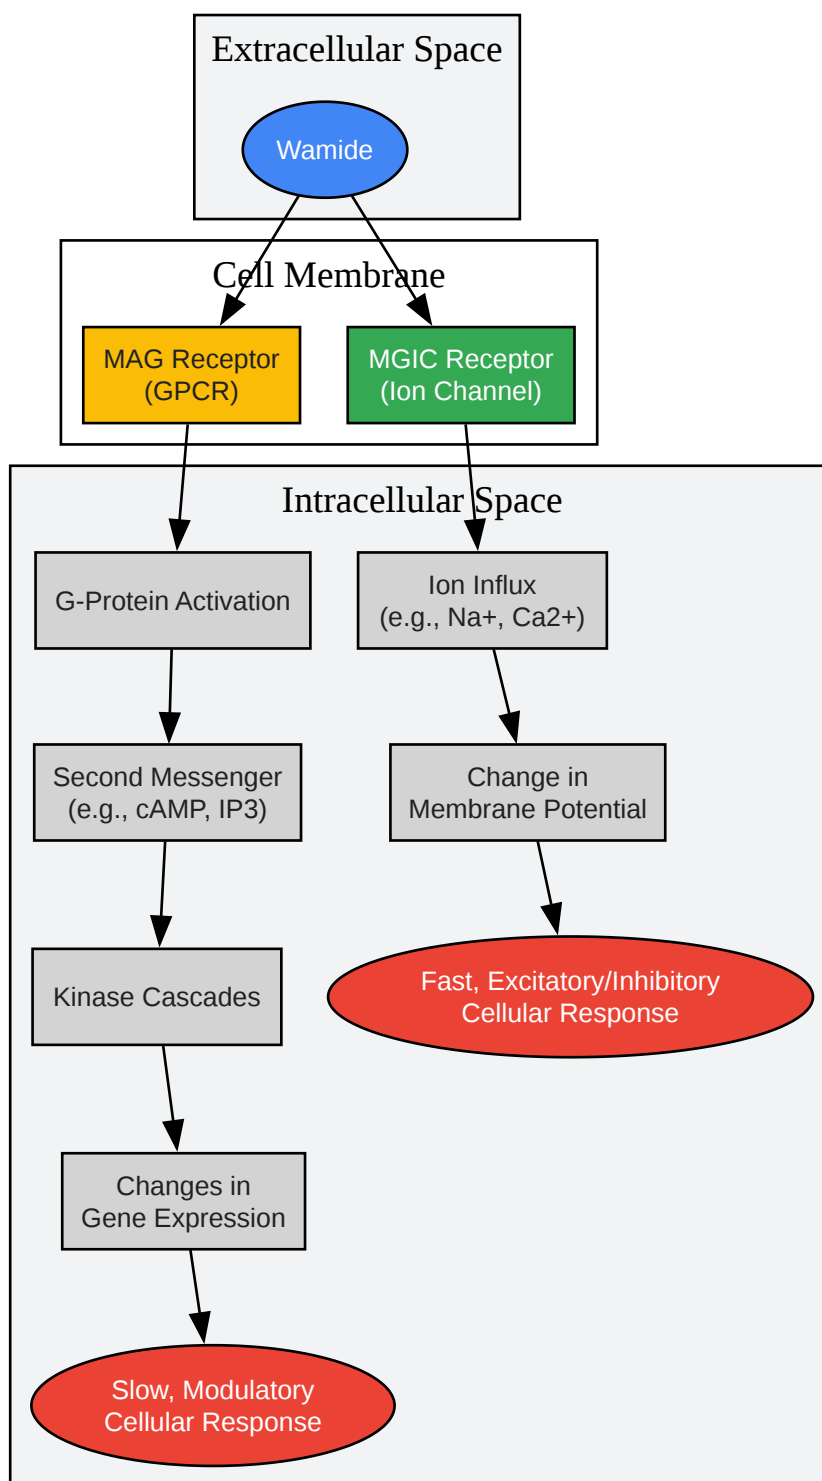 Extracellular Space
Wamide
Cell Membrane
MAG Receptor
(GPCR)
MGIC Receptor
(Ion Channel)
Intracellular Space
G-Protein Activation
Ion Influx
(e.g., Na+, Ca2+)
Second Messenger
(e.g., cAMP, IP3)
Change in
Membrane Potential
Kinase Cascades
Fast, Excitatory/Inhibitory
Cellular Response
Changes in
Gene Expression
Slow, Modulatory
Cellular Response